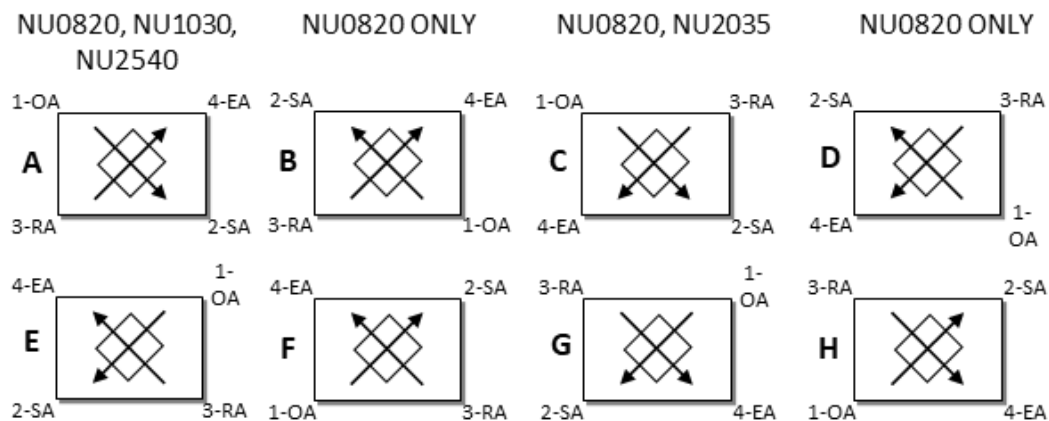 NU0820, NU1030,
NU2540
NU0820 ONLY
NU0820, NU2035
NU0820 ONLY
1-OA 4-EA
A
3-RA 2-SA
2-SA 4-EA
B
3-RA 1-OA
1-OA 3-RA
C
4-EA 2-SA
2-SA 3-RA
D
4-EA 1-
OA
4-EA 1-
OA
E
2-SA 3-RA
4-EA 2-SA
F
1-OA 3-RA
3-RA 1-
OA
G
2-SA 4-EA
3-RA 2-SA
H
1-OA 4-EA